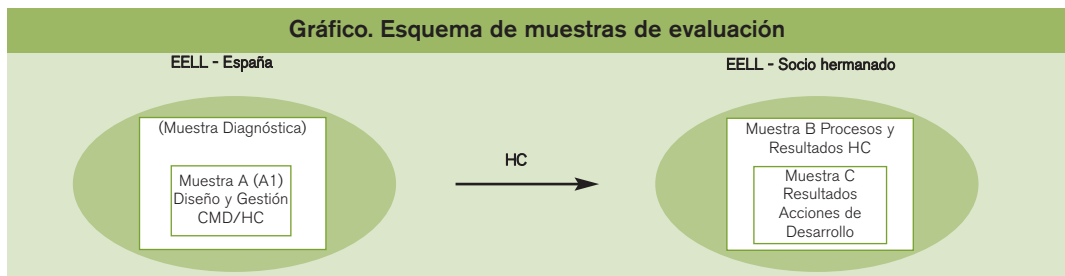 Gráfico. Esquema de muestras de evaluación
EELL - España
EELL - Socio hermanado
(Muestra Diagnóstica)
Muestra A (A1)
Diseño y Gestión
CMD/HC
HC
Muestra B Procesos y
Resultados HC
Muestra C
Resultados
Acciones de
Desarrollo